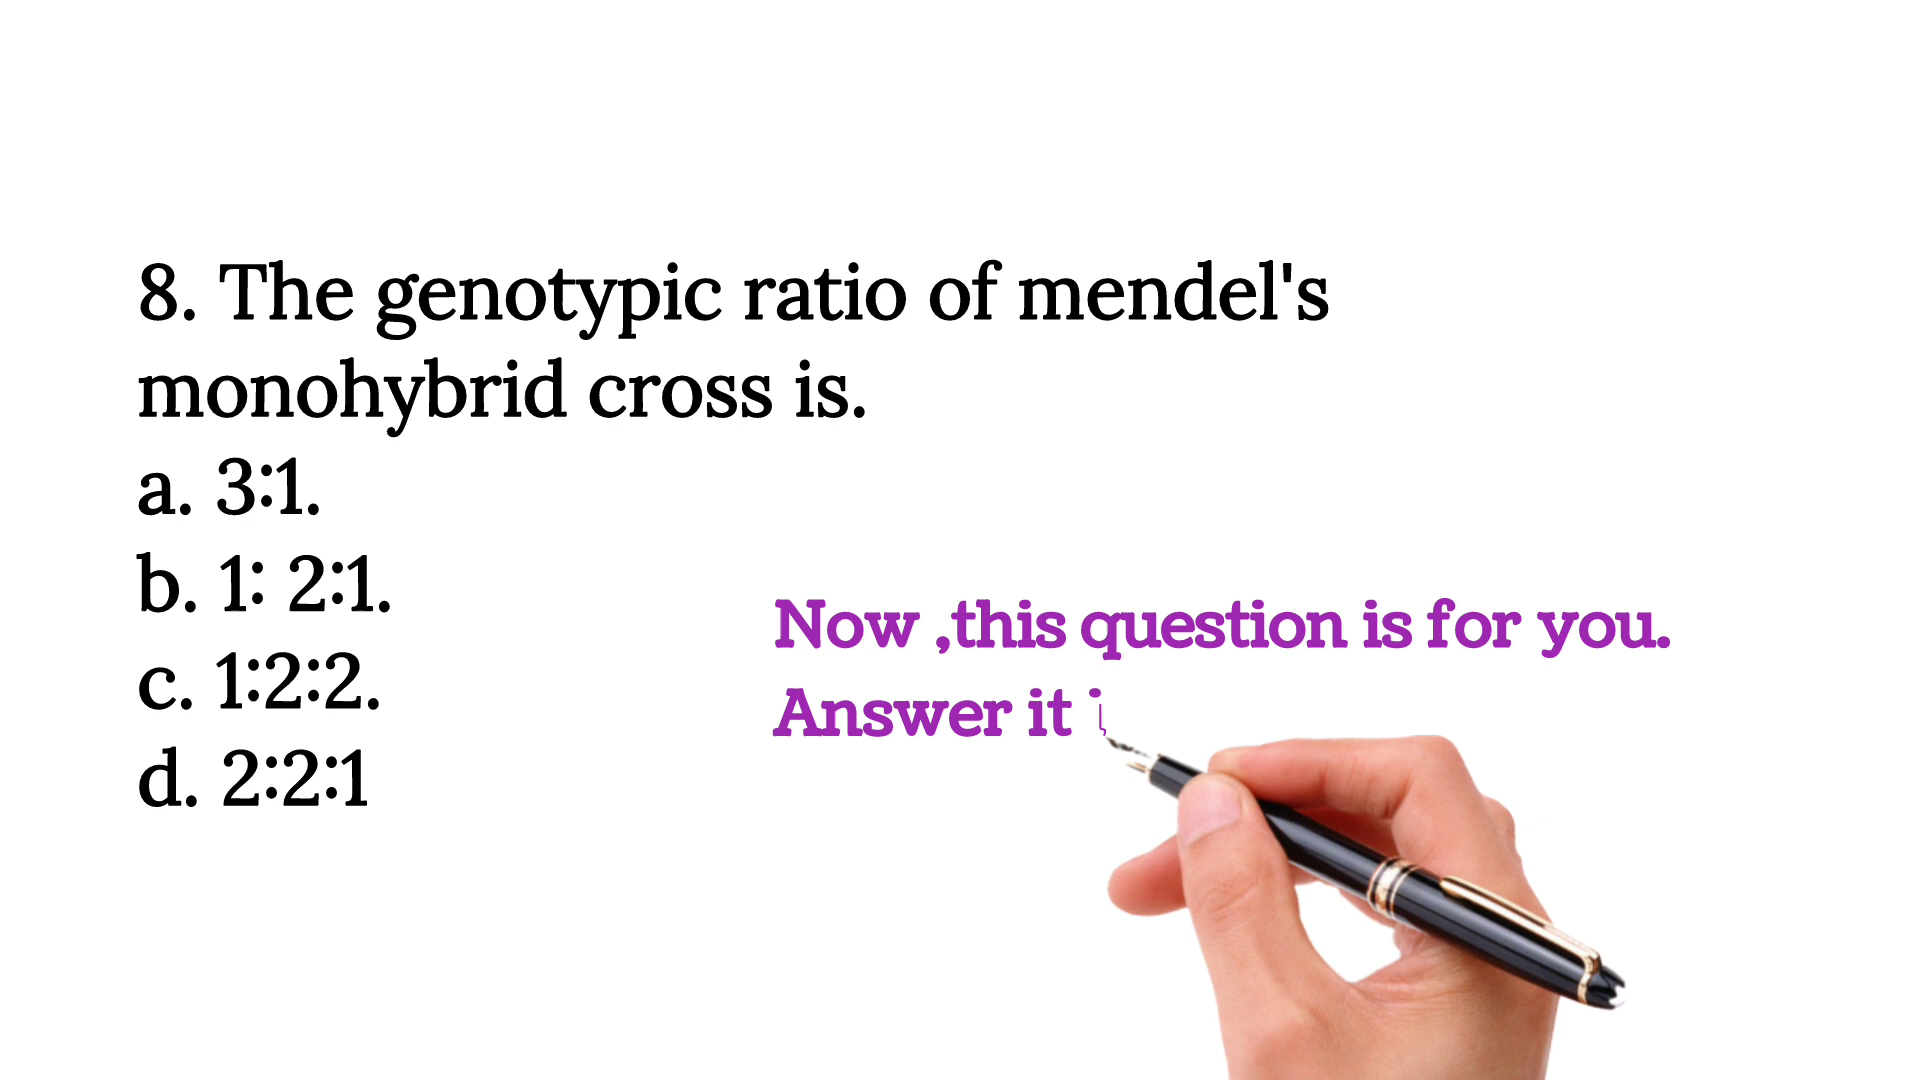 8. The genotypic ratio of mendel's
monohybrid cross is.
a. 3:1.
b. 1: 2:1.
c. 1:2:2.
d. 2:2:1
Now ,this question is for you.
Answer it